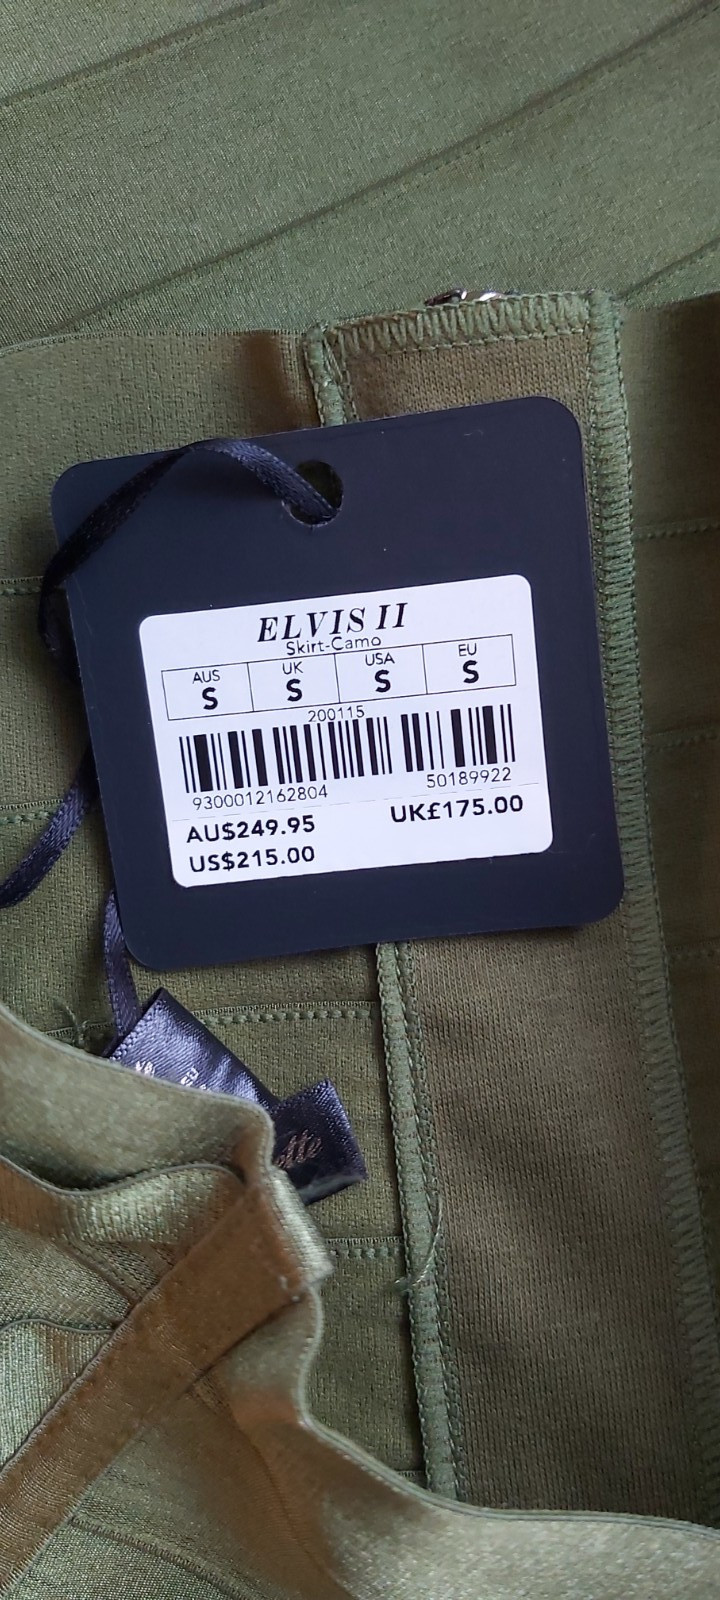 ELVIS II
Skirt-Camo
AUS UK USA EU
S S S S
200115
9300012162804 50189922
AU$249.95 UK£175.00
US$215.00
EU